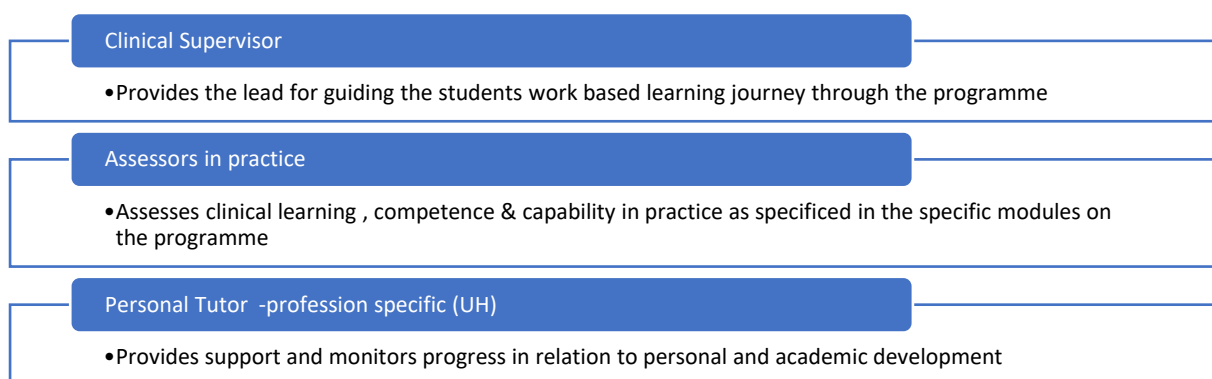 Clinical Supervisor
•Provides the lead for guiding the students work based learning journey through the programme
Assessors in practice
•Assesses clinical learning , competence & capability in practice as specificed in the specific modules on
the programme
Personal Tutor -profession specific (UH)
•Provides support and monitors progress in relation to personal and academic development